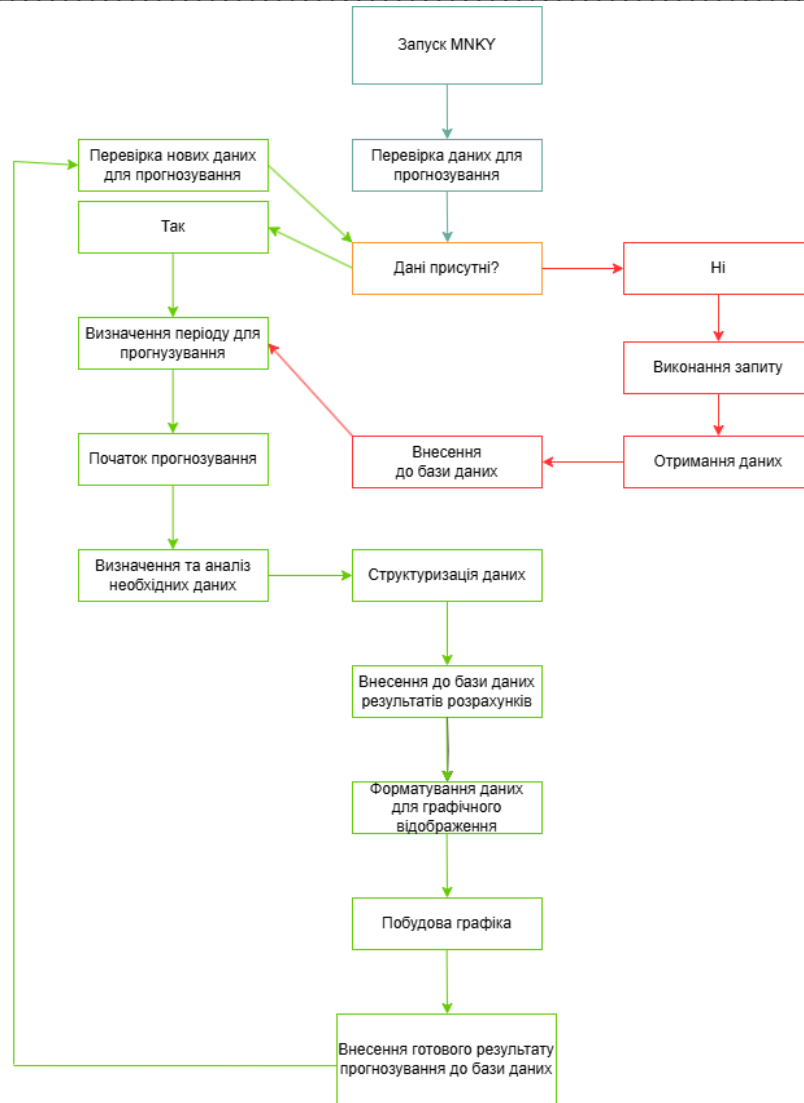 Запуск MNKY
Перевірка нових даних
для прогнозування
Перевірка даних для
прогнозування
Так
Дані присутні?
Ні
Визначення періоду для
прогнузування
Виконання запиту
Початок прогнозування
Внесення
до бази даних
Отримання даних
Визначення та аналіз
необхідних даних
Структуризація даних
Внесення до бази даних
результатів розрахунків
Форматування даних
для графічного
відображення
Побудова графіка
Внесення готового результату
прогнозування до бази даних